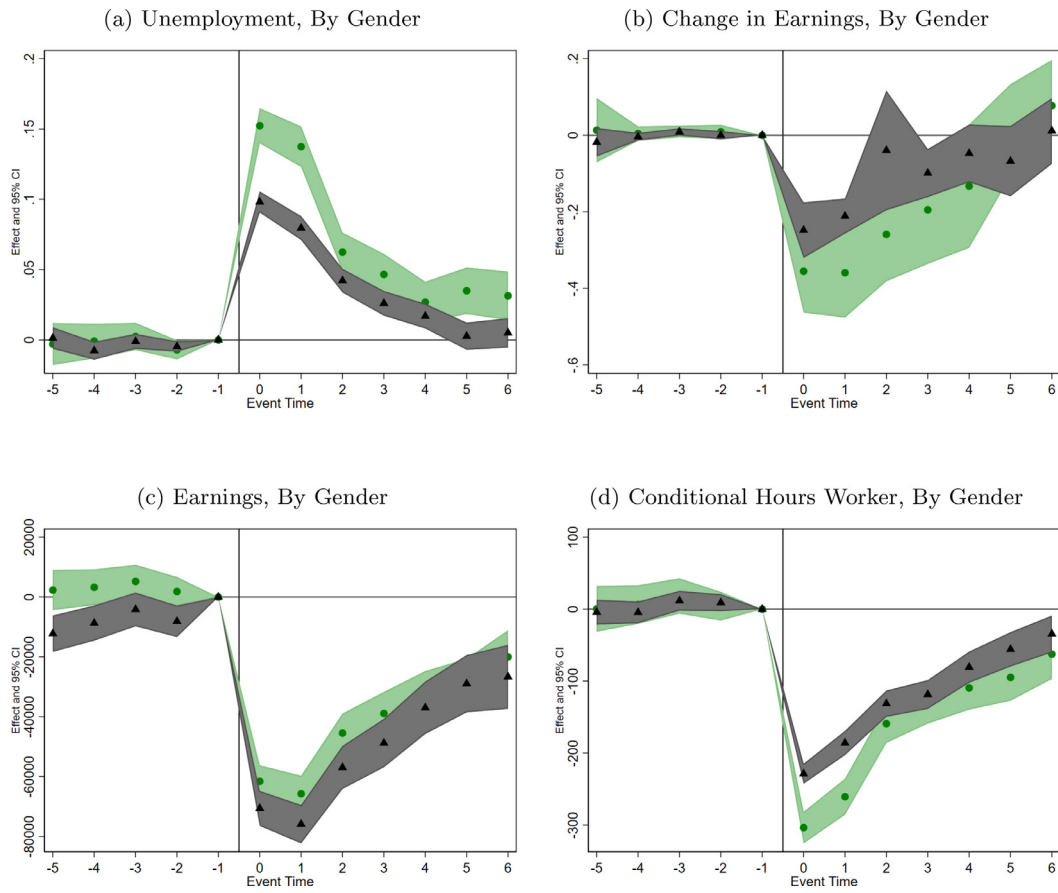 (a) Unemployment, By Gender
Effect and 95% CI
.2
.15
.1
.05
0
-5 -4 -3 -2 -1 0 1 2 3 4 5 6
Event Time
(b) Change in Earnings, By Gender
Effect and 95% CI
.2
0
-.2
-.4
-.6
-5 -4 -3 -2 -1 0 1 2 3 4 5 6
Event Time
(c) Earnings, By Gender
Effect and 95% CI
20000
0
-20000
-40000
-60000
-80000
-5 -4 -3 -2 -1 0 1 2 3 4 5 6
Event Time
(d) Conditional Hours Worker, By Gender
Effect and 95% CI
100
0
-100
-200
-300
-5 -4 -3 -2 -1 0 1 2 3 4 5 6
Event Time